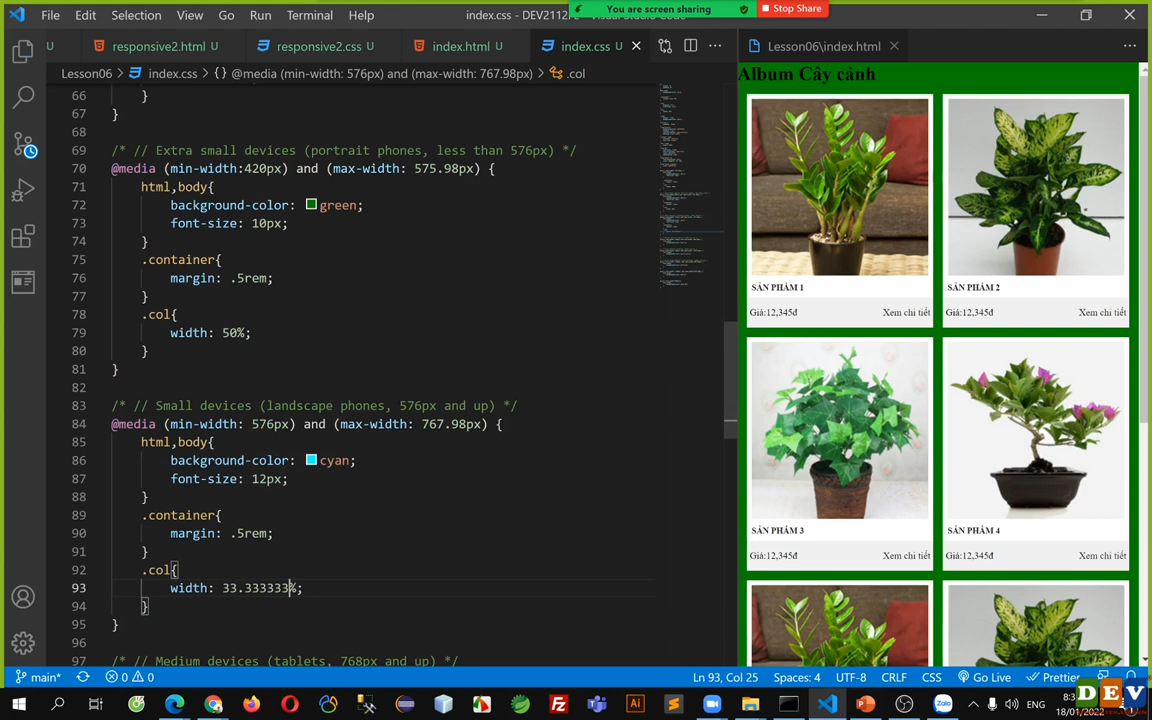 File Edit Selection View Go Run Terminal Help
index.css - DEV2112
You are screen sharing
Stop Share
U
responsive2.html U
responsive2.css U
index.html U
index.css U
Lesson06\index.html
Lesson06 > index.css > {} @media (min-width: 576px) and (max-width: 767.98px) > .col
66 }
67 }
68
69 /* // Extra small devices (portrait phones, less than 576px) */
70 @media (min-width:420px) and (max-width: 575.98px) {
71 html,body{
72 background-color: green;
73 font-size: 10px;
74 }
75 .container{
76 margin: .5rem;
77 }
78 .col{
79 width: 50%;
80 }
81 }
82
83 /* // Small devices (landscape phones, 576px and up) */
84 @media (min-width: 576px) and (max-width: 767.98px) {
85 html,body{
86 background-color: cyan;
87 font-size: 12px;
88 }
89 .container{
90 margin: .5rem;
91 }
92 .col{
93 width: 33.333333%;
94 }
95 }
96
97 /* // Medium devices (tablets, 768px and up) */
Album Cây cảnh
SẢN PHẨM 1
Giá:12,345đ Xem chi tiết
SẢN PHẨM 2
Giá:12,345đ Xem chi tiết
SẢN PHẨM 3
Giá:12,345đ Xem chi tiết
SẢN PHẨM 4
Giá:12,345đ Xem chi tiết
main* 0 0 Ln 93, Col 25 Spaces: 4 UTF-8 CRLF CSS Go Live Prettier
Ai
Zalo
ENG
18/01/2022
DEV